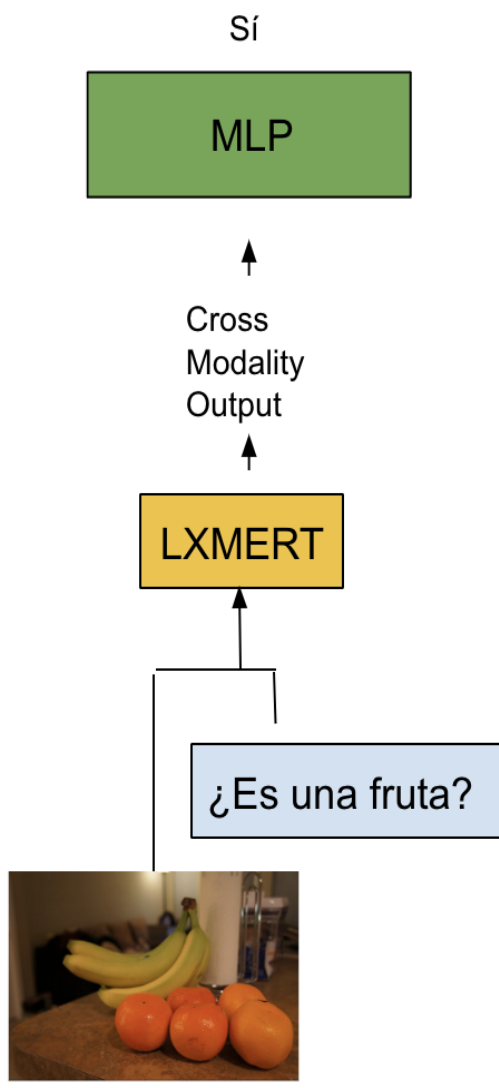 Sí
MLP
Cross
Modality
Output
LXMERT
¿Es una fruta?